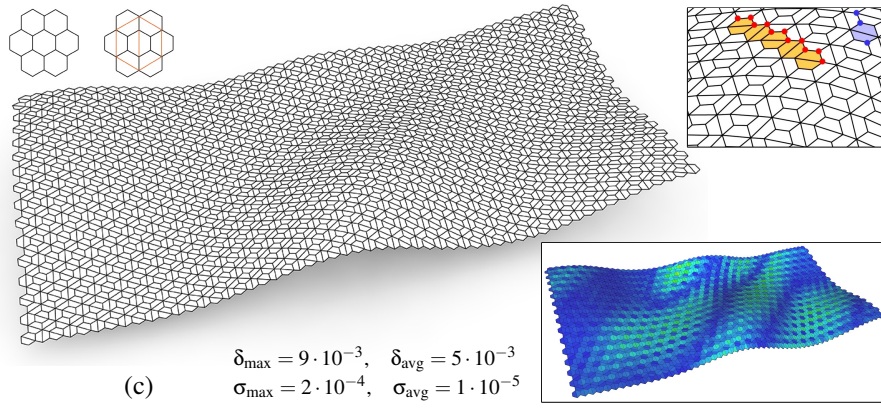 δmax = 9 · 10⁻³, δavg = 5 · 10⁻³
(c) σmax = 2 · 10⁻⁴, σavg = 1 · 10⁻⁵